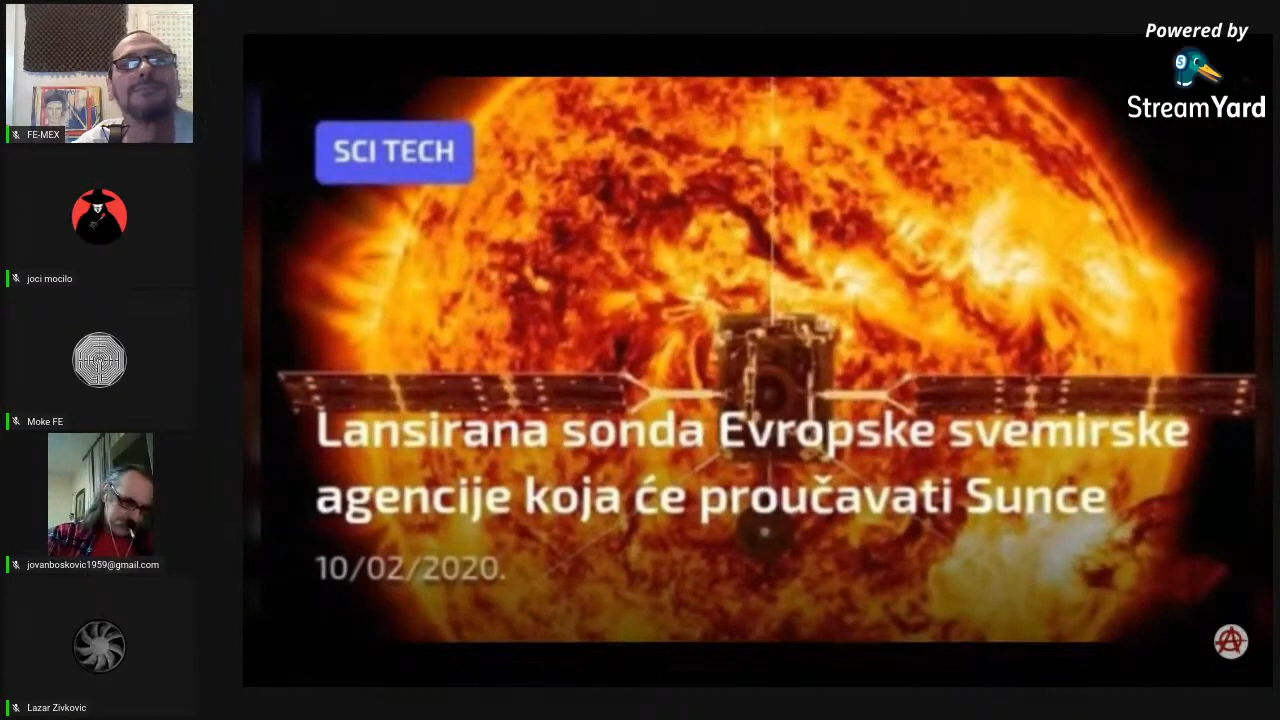 Powered by
StreamYard
FE-MEX
joci mocilo
Moke FE
jovanboskovic1959@gmail.com
Lazar Zivkovic
SCI TECH
Lansirana sonda Evropske svemirske
agencije koja će proučavati Sunce
10/02/2020.